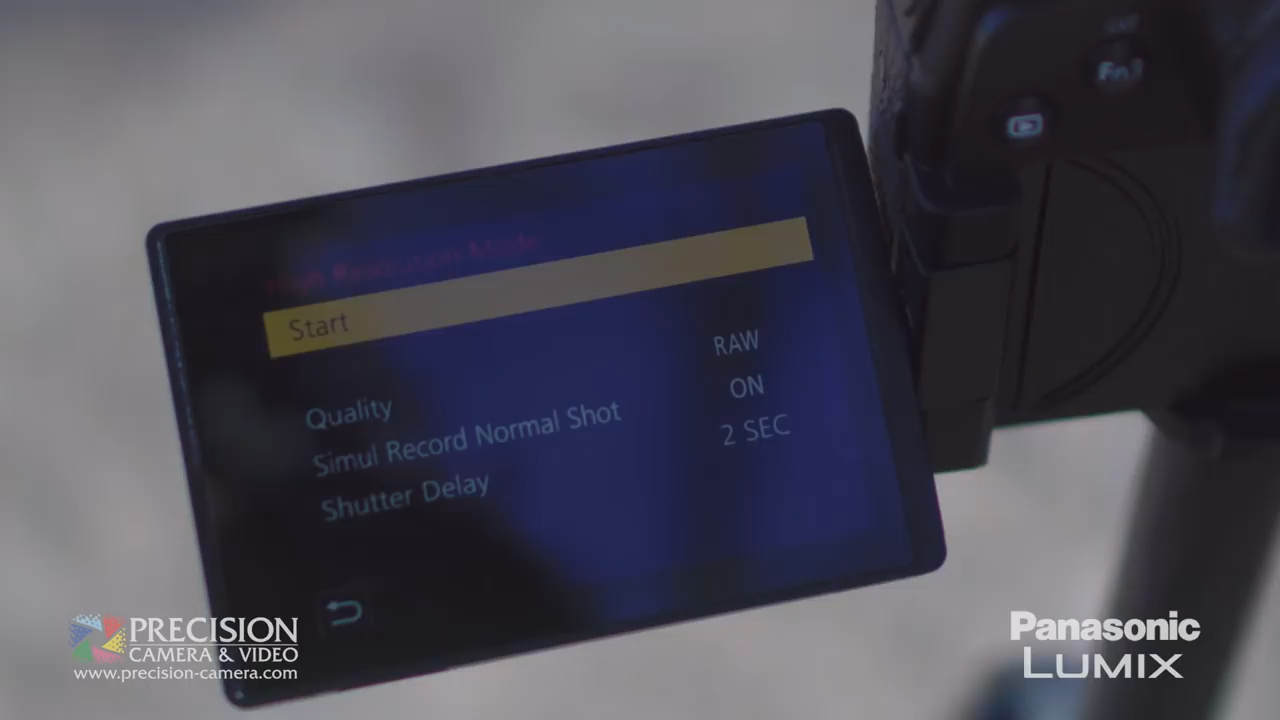 High Resolution Mode
Start
Quality RAW
Simul Record Normal Shot ON
Shutter Delay 2 SEC
Fn
PRECISION
CAMERA & VIDEO
www.precision-camera.com
Panasonic
LUMIX